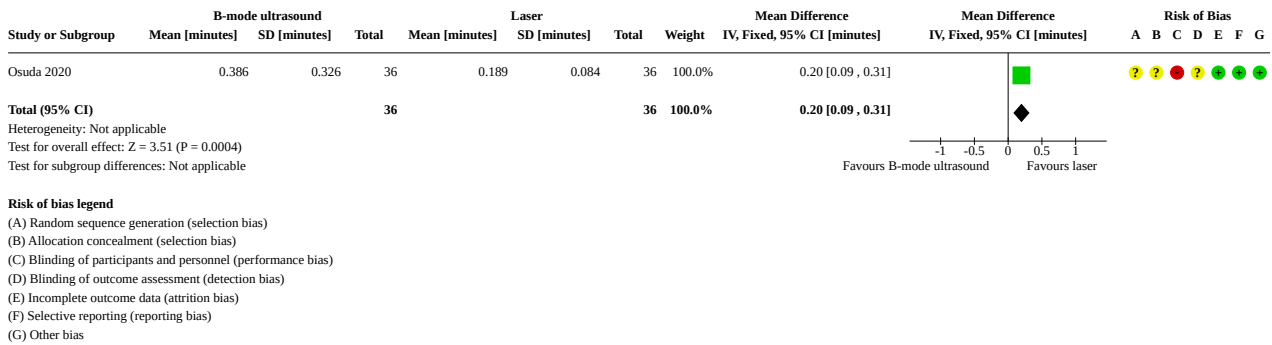 B-mode ultrasound Laser Mean Difference Mean Difference Risk of Bias
Study or Subgroup Mean [minutes] SD [minutes] Total Mean [minutes] SD [minutes] Total Weight IV, Fixed, 95% CI [minutes] IV, Fixed, 95% CI [minutes] A B C D E F G
Osuda 2020 0.386 0.326 36 0.189 0.084 36 100.0% 0.20 [0.09 , 0.31] ? ? - ? + + +
Total (95% CI) 36 36 100.0% 0.20 [0.09 , 0.31]
Heterogeneity: Not applicable
Test for overall effect: Z = 3.51 (P = 0.0004)
-1 -0.5 0 0.5 1
Test for subgroup differences: Not applicable
Favours B-mode ultrasound Favours laser
Risk of bias legend
(A) Random sequence generation (selection bias)
(B) Allocation concealment (selection bias)
(C) Blinding of participants and personnel (performance bias)
(D) Blinding of outcome assessment (detection bias)
(E) Incomplete outcome data (attrition bias)
(F) Selective reporting (reporting bias)
(G) Other bias